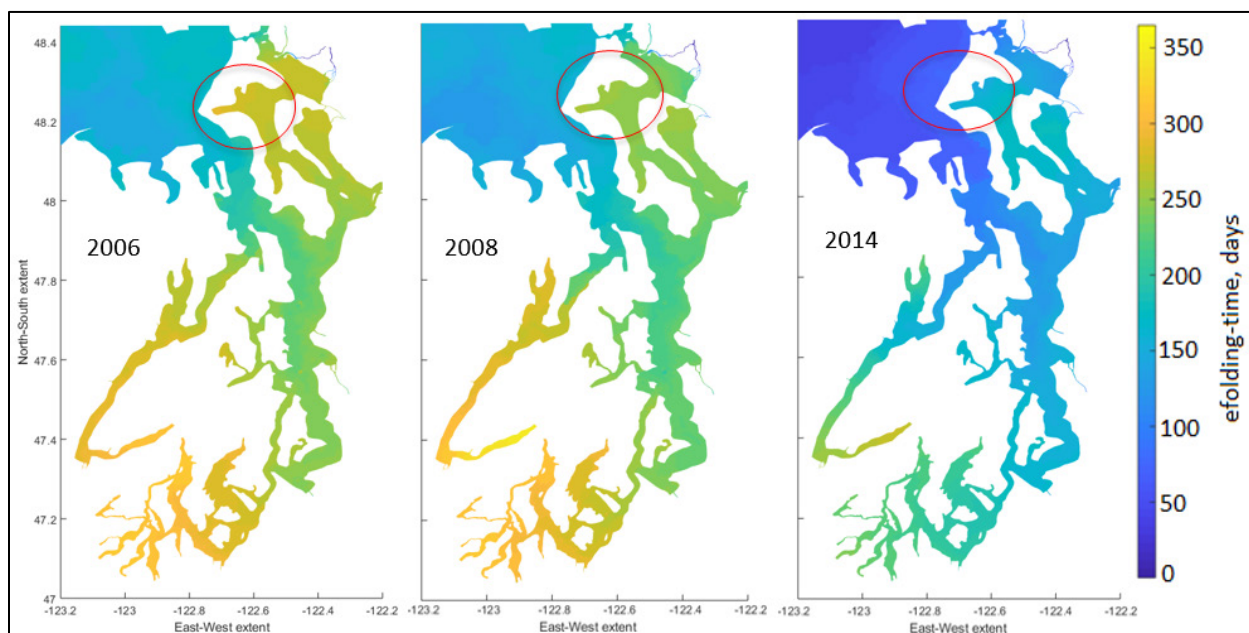 48.4
48.2
48
47.8
47.6
47.4
47.2
47
North-South extent
2006
-123.2 -123 -122.8 -122.6 -122.4 -122.2
East-West extent
2008
-123.2 -123 -122.8 -122.6 -122.4 -122.2
East-West extent
2014
-123.2 -123 -122.8 -122.6 -122.4 -122.2
East-West extent
350
300
250
200
150
100
50
0
efolding-time, days